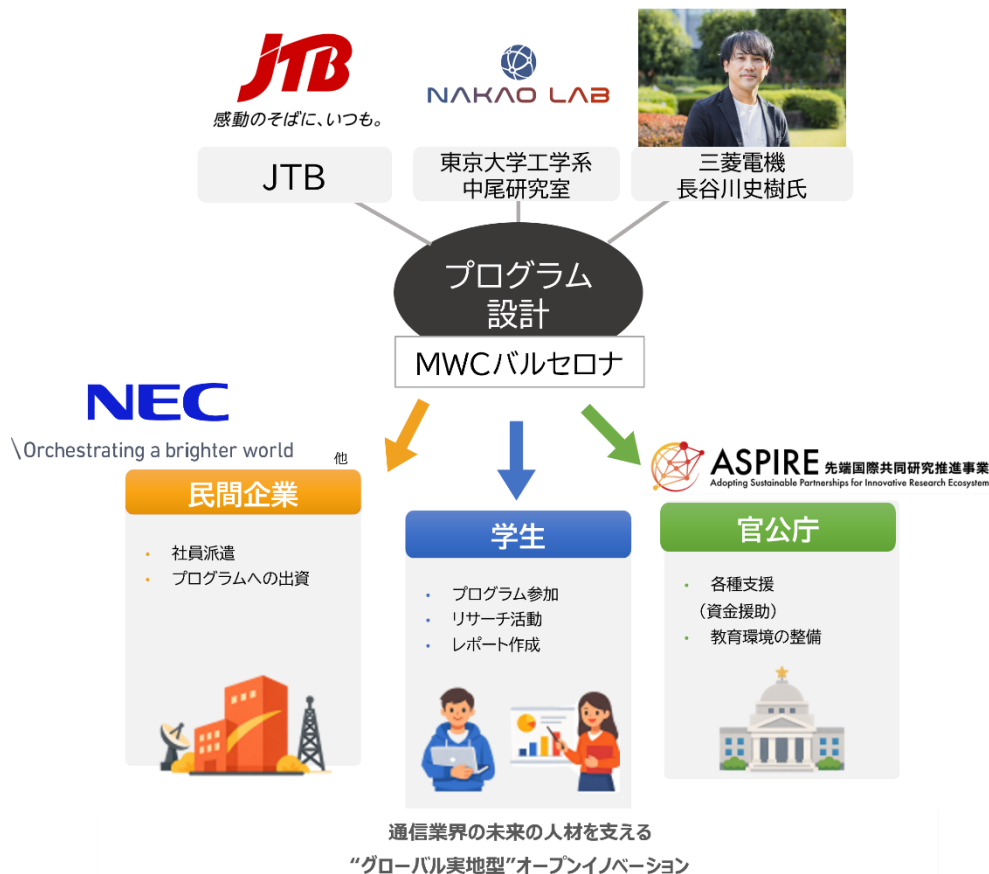 JTB
感動のそばに、いつも。
NAKAO LAB
JTB
東京大学工学系
中尾研究室
三菱電機
長谷川史樹氏
プログラム
設計
MWCバルセロナ
NEC
\Orchestrating a brighter world
他
民間企業
・ 社員派遣
・ プログラムへの出資
学生
・ プログラム参加
・ リサーチ活動
・ レポート作成
ASPIRE 先端国際共同研究推進事業
Adopting Sustainable Partnerships for Innovative Research Ecosystem
官公庁
・ 各種支援
（資金援助）
・ 教育環境の整備
通信業界の未来の人材を支える
“グローバル実地型”オープンイノベーション